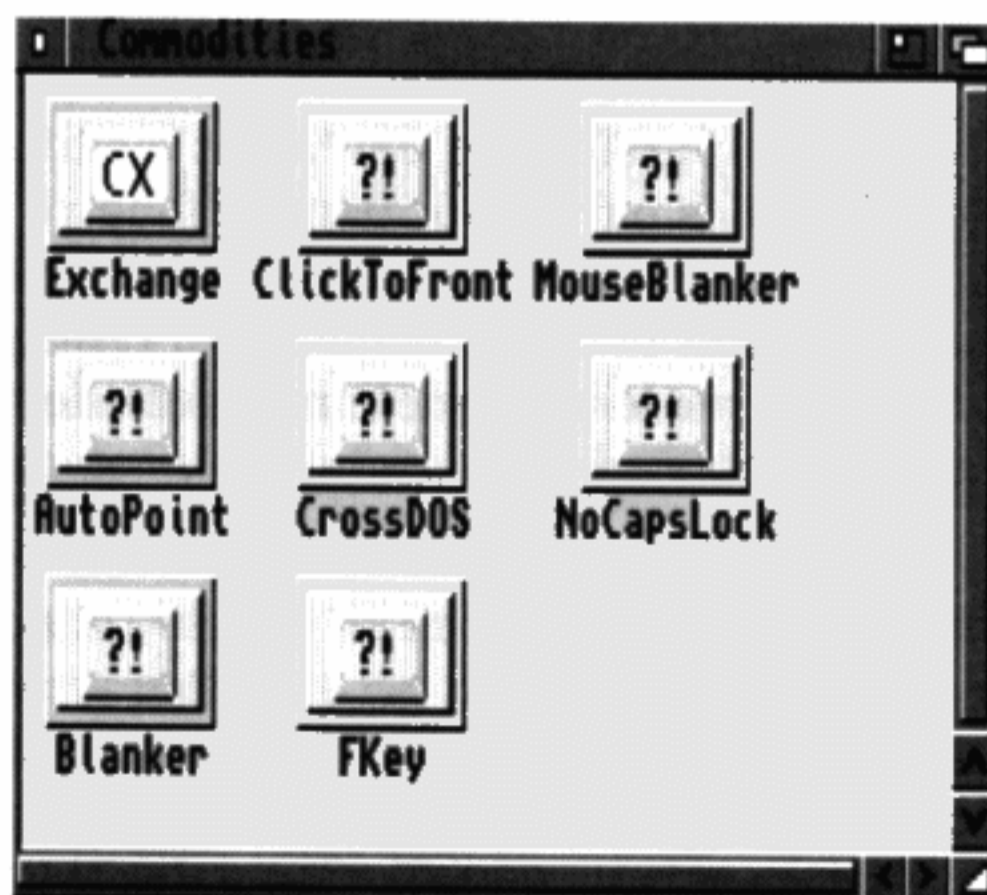 Commodities
CX ?! ?!
Exchange ClickToFront MouseBlanker
?! ?! ?!
AutoPoint CrossDOS NoCapsLock
?! ?!
Blanker FKey